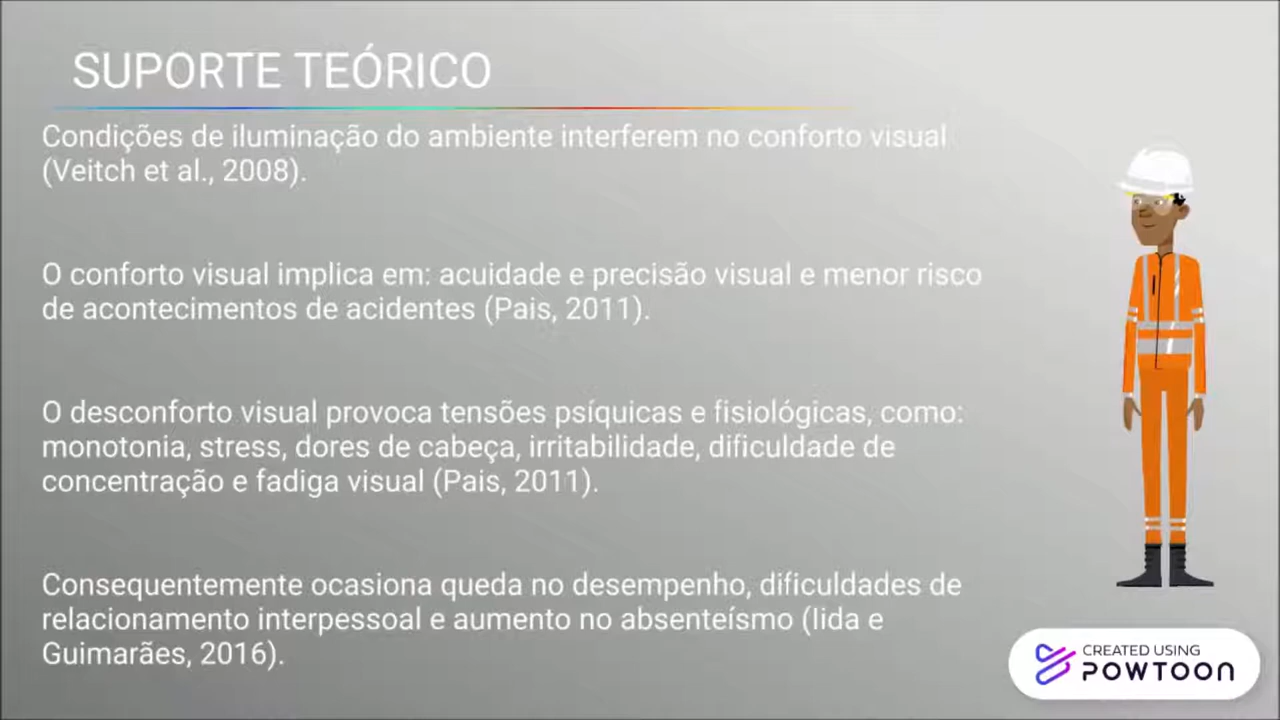 SUPORTE TEÓRICO
Condições de iluminação do ambiente interferem no conforto visual
(Veitch et al., 2008).
O conforto visual implica em: acuidade e precisão visual e menor risco
de acontecimentos de acidentes (Pais, 2011).
O desconforto visual provoca tensões psíquicas e fisiológicas, como:
monotonia, stress, dores de cabeça, irritabilidade, dificuldade de
concentração e fadiga visual (Pais, 2011).
Consequentemente ocasiona queda no desempenho, dificuldades de
relacionamento interpessoal e aumento no absenteísmo (Iida e
Guimarães, 2016).
CREATED USING
POWTOON